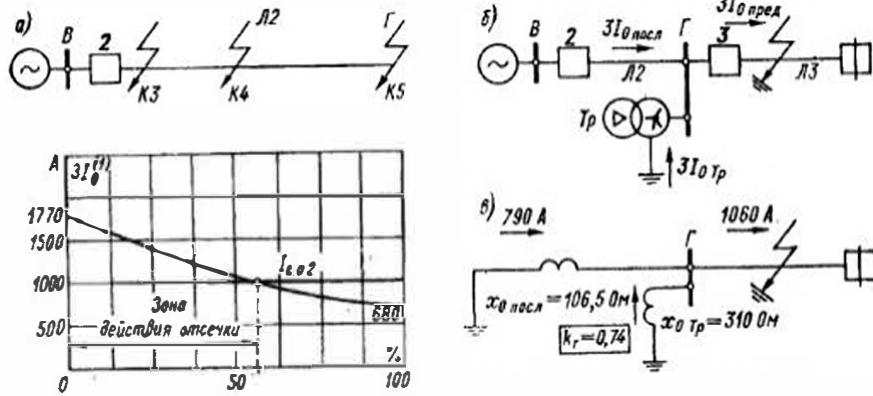 а)
В
2
Л2
Г
К3
К4
К5
А
3I₀⁽¹⁾
1770
1500
1000
500
I с.о 2
680
Зона
действия отсечки
%
0
50
100
б)
В
2
3I₀ посл
Л2
Г
3I₀ пред
3
Л3
Тр
3I₀ Тр
в)
790 А
Г
1060 А.
x₀ посл = 106,5 Ом
x₀ Тр = 310 Ом
kт = 0,74